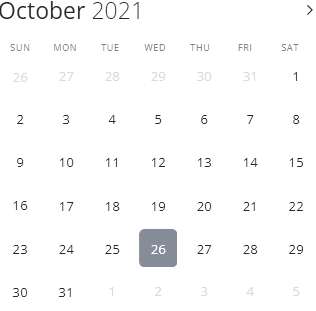 October 2021
SUN MON TUE WED THU FRI SAT
26 27 28 29 30 31 1
2 3 4 5 6 7 8
9 10 11 12 13 14 15
16 17 18 19 20 21 22
23 24 25 26 27 28 29
30 31 1 2 3 4 5